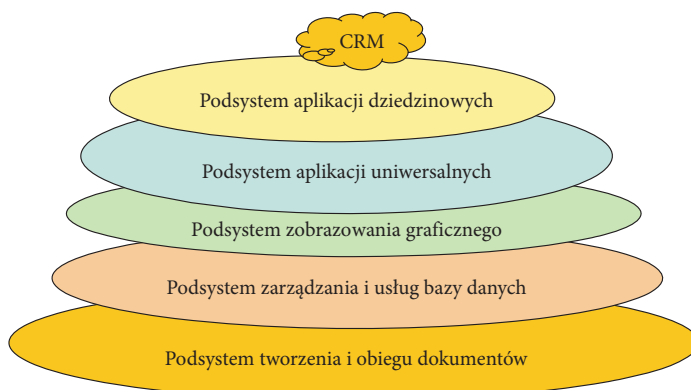 CRM
Podsystem aplikacji dziedzinowych
Podsystem aplikacji uniwersalnych
Podsystem zobrazowania graficznego
Podsystem zarządzania i usług bazy danych
Podsystem tworzenia i obiegu dokumentów